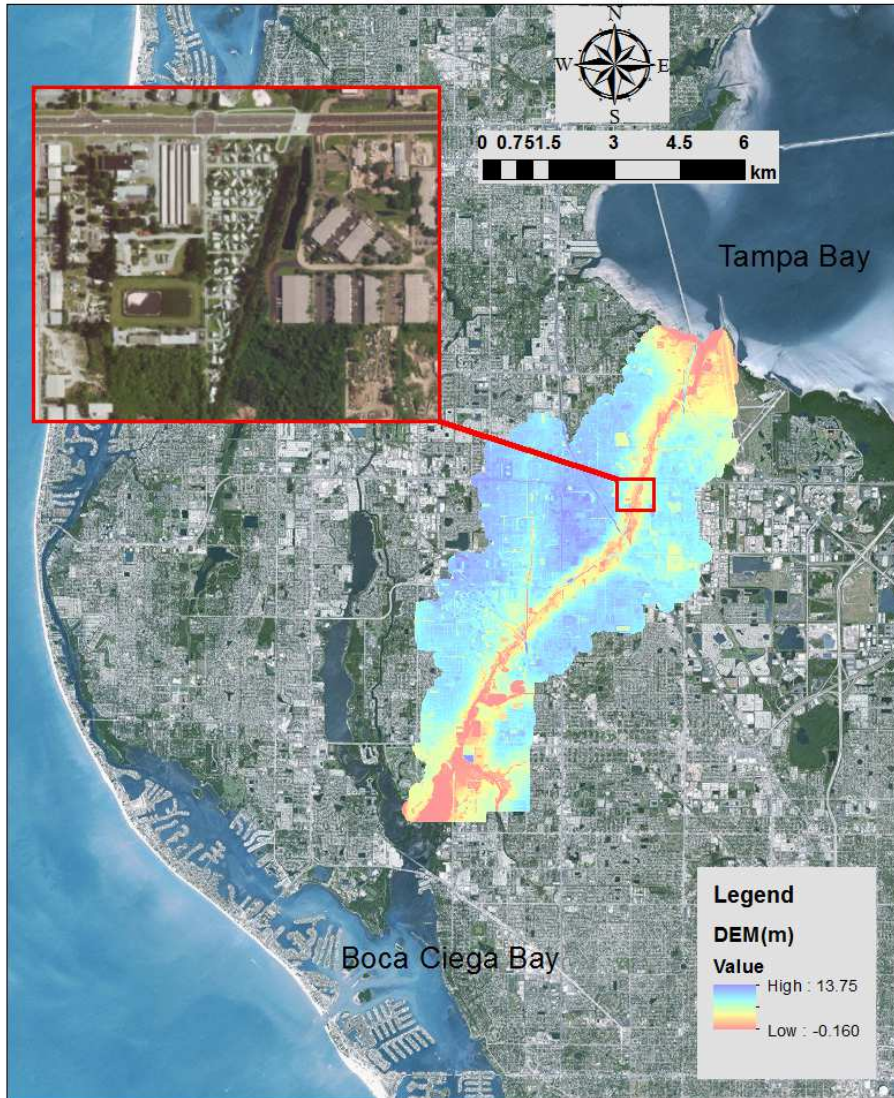 N
W E
S
0 0.751.5 3 4.5 6
km
Tampa Bay
Boca Ciega Bay
Legend
DEM(m)
Value
High : 13.75
Low : -0.160